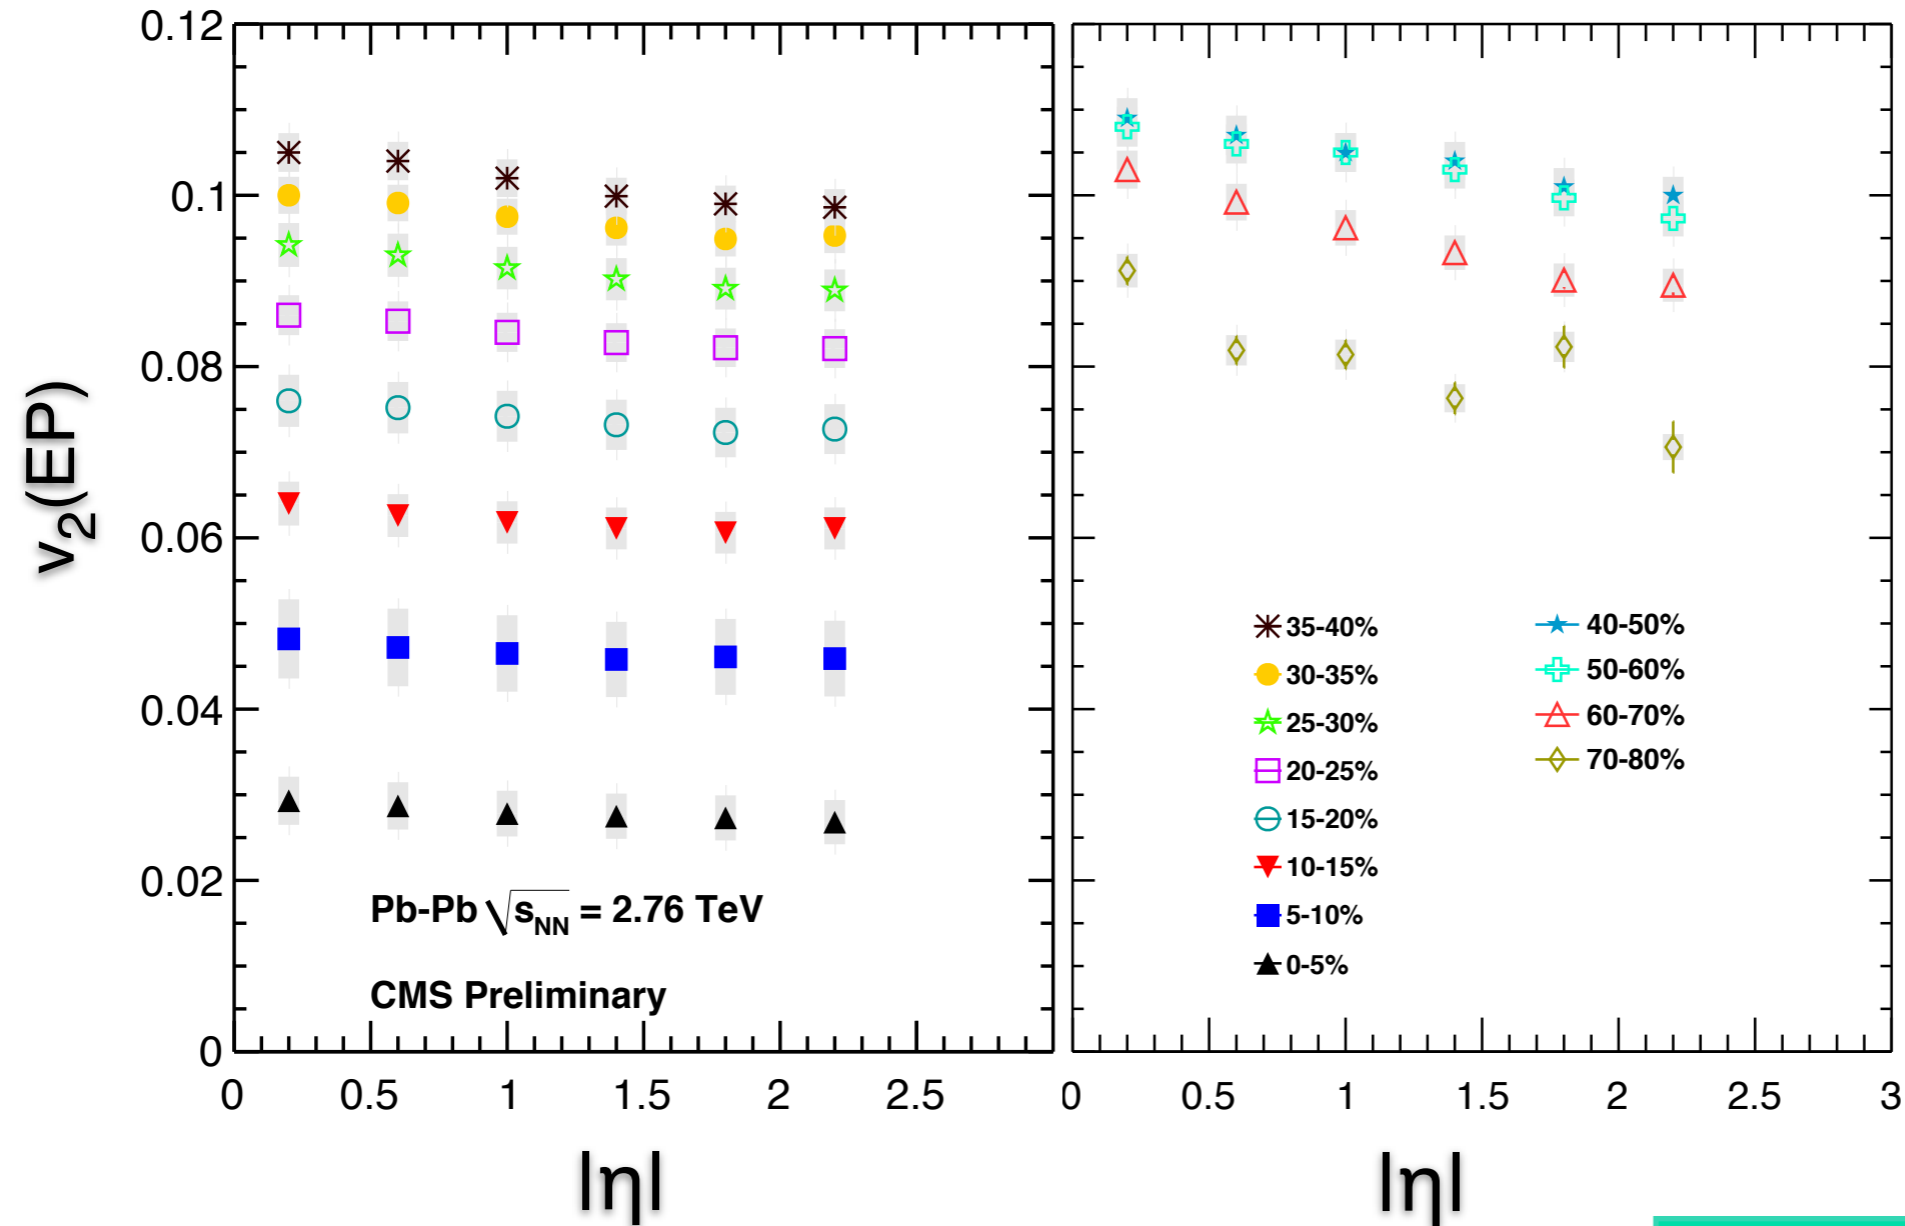 0.12
0.1
0.08
0.06
0.04
0.02
0
v2(EP)
Pb-Pb √sNN = 2.76 TeV
CMS Preliminary
0 0.5 1 1.5 2 2.5
|η|
35-40%
30-35%
25-30%
20-25%
15-20%
10-15%
5-10%
0-5%
40-50%
50-60%
60-70%
70-80%
0 0.5 1 1.5 2 2.5 3
|η|